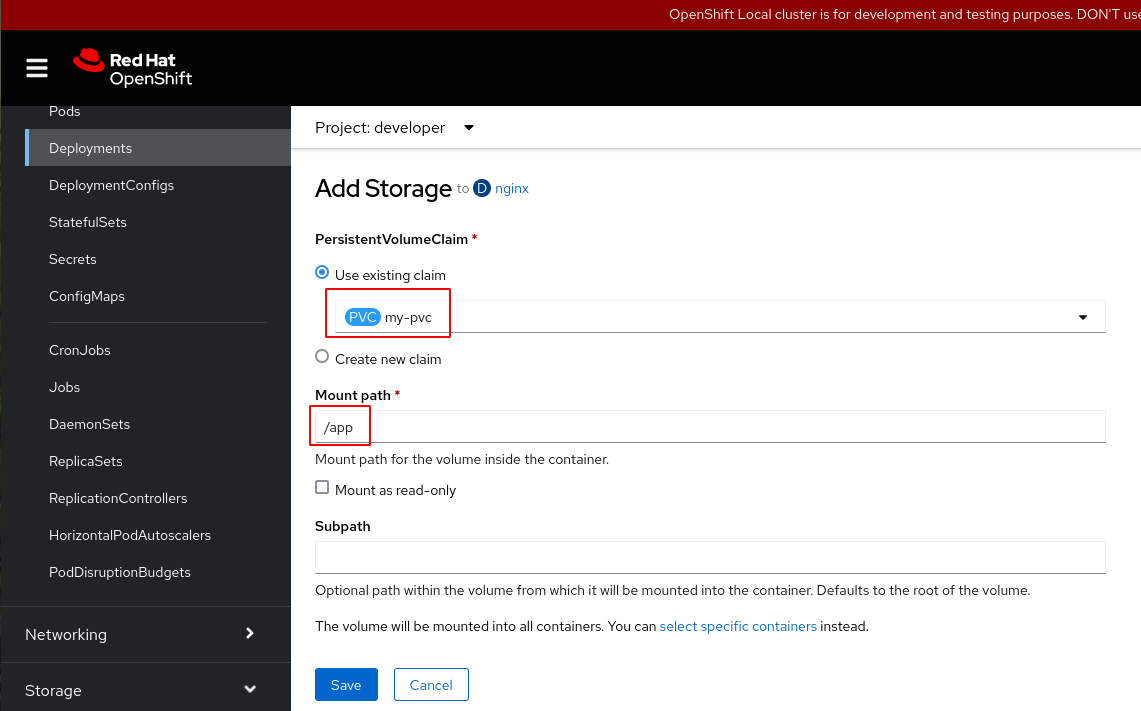 OpenShift Local cluster is for development and testing purposes. DON'T use
Red Hat
OpenShift
Pods
Deployments
DeploymentConfigs
StatefulSets
Secrets
ConfigMaps
CronJobs
Jobs
DaemonSets
ReplicaSets
ReplicationControllers
HorizontalPodAutoscalers
PodDisruptionBudgets
Networking
Storage
Project: developer
Add Storage to D nginx
PersistentVolumeClaim *
Use existing claim
PVC my-pvc
Create new claim
Mount path *
/app
Mount path for the volume inside the container.
Mount as read-only
Subpath
Optional path within the volume from which it will be mounted into the container. Defaults to the root of the volume.
The volume will be mounted into all containers. You can select specific containers instead.
Save Cancel